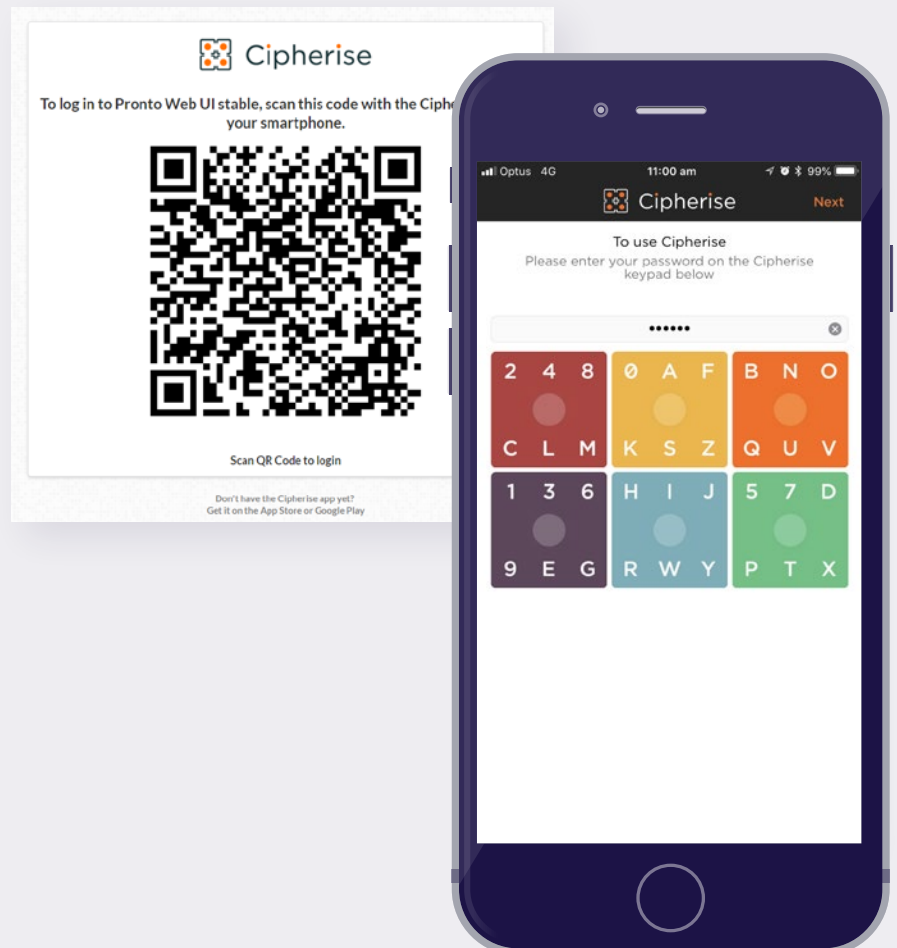 Cipherise
To log in to Pronto Web UI stable, scan this code with the Ciphe
your smartphone.
Scan QR Code to login
Don't have the Cipherise app yet?
Get it on the App Store or Google Play
Optus 4G 11:00 am 99%
Cipherise Next
To use Cipherise
Please enter your password on the Cipherise
keypad below
••••••
2 4 8 0 A F B N O
C L M K S Z Q U V
1 3 6 H I J 5 7 D
9 E G R W Y P T X